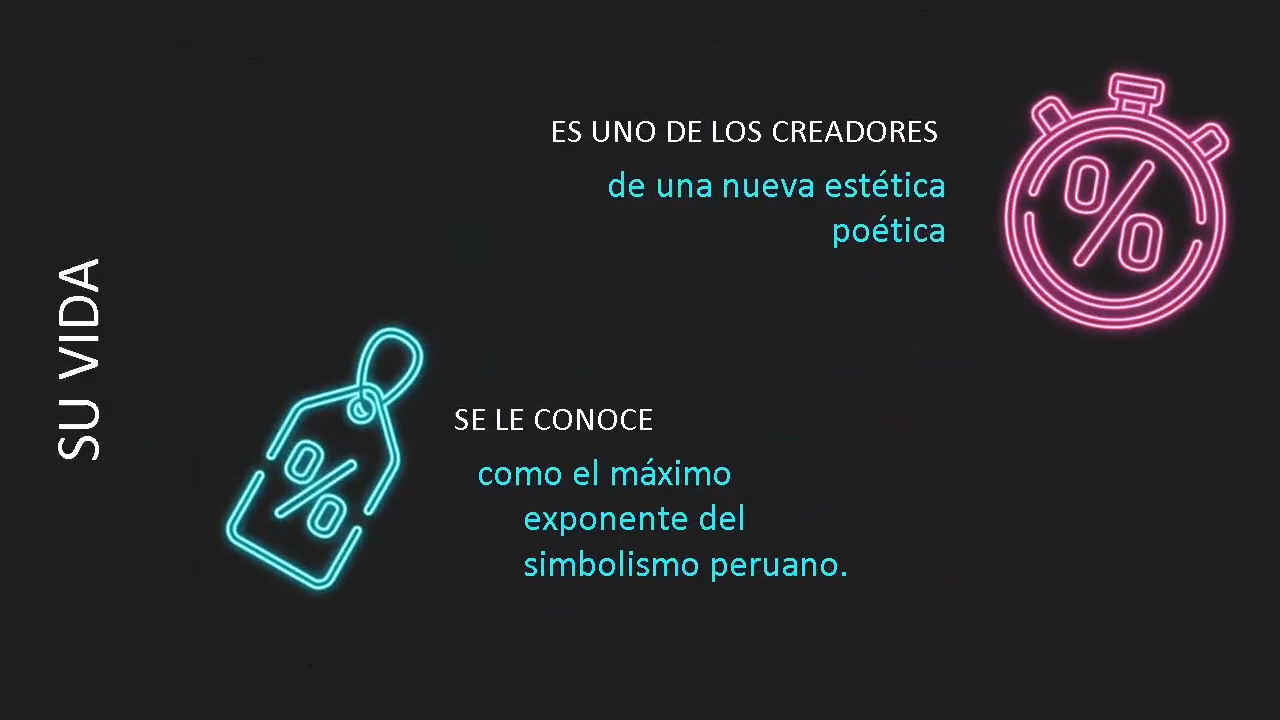 SU VIDA
ES UNO DE LOS CREADORES
de una nueva estética
poética
%
SE LE CONOCE
como el máximo
exponente del
simbolismo peruano.
%